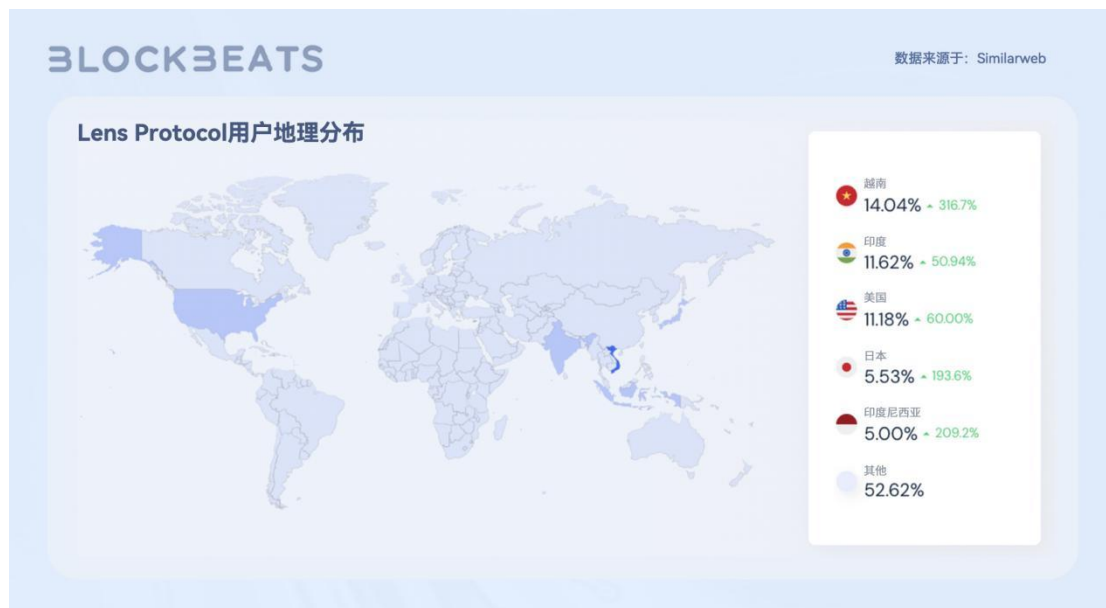 BLOCKBEATS
数据来源于：Similarweb
Lens Protocol用户地理分布
越南
14.04% 316.7%
印度
11.62% 50.94%
美国
11.18% 60.00%
日本
5.53% 193.6%
印度尼西亚
5.00% 209.2%
其他
52.62%